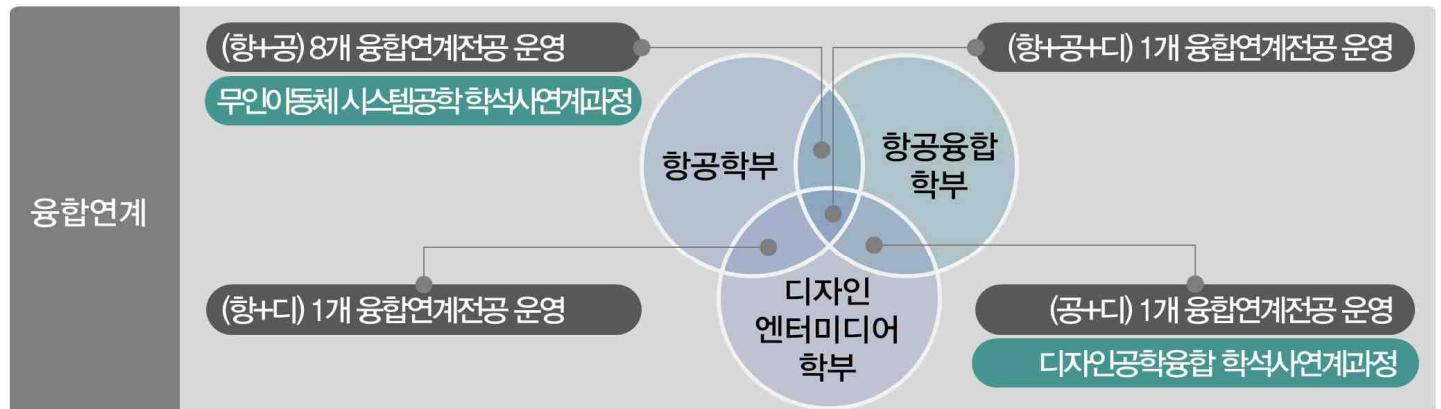 융합연계
(항+공) 8개 융합연계전공 운영
무인이동체 시스템공학 학석사연계과정
(항+공+디) 1개 융합연계전공 운영
항공학부
항공융합
학부
디자인
엔터미디어
학부
(항+디) 1개 융합연계전공 운영
(공+디) 1개 융합연계전공 운영
디자인공학융합 학석사연계과정